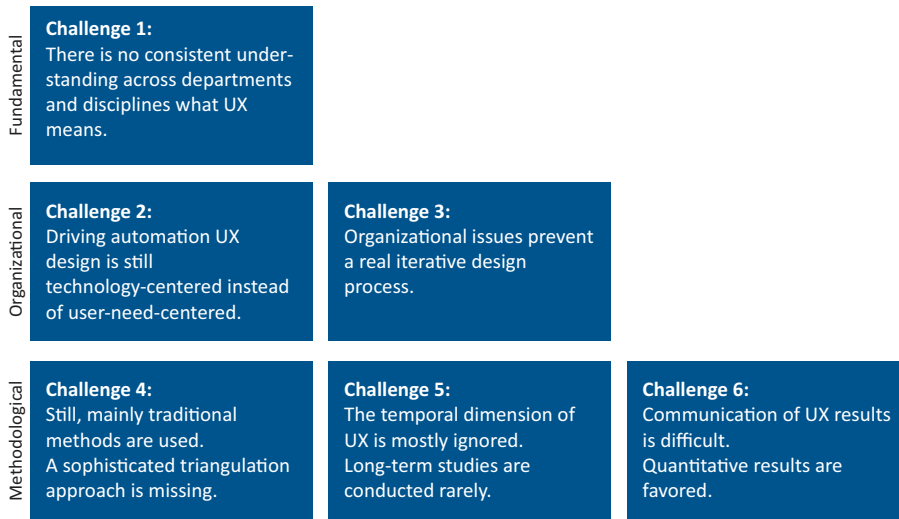 Fundamental
Challenge 1:
There is no consistent under-
standing across departments
and disciplines what UX
means.
Organizational
Challenge 2:
Driving automation UX
design is still
technology-centered instead
of user-need-centered.
Challenge 3:
Organizational issues prevent
a real iterative design
process.
Methodological
Challenge 4:
Still, mainly traditional
methods are used.
A sophisticated triangulation
approach is missing.
Challenge 5:
The temporal dimension of
UX is mostly ignored.
Long-term studies are
conducted rarely.
Challenge 6:
Communication of UX results
is difficult.
Quantitative results are
favored.